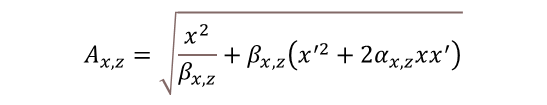 A_{x,z} = \sqrt{\frac{x^2}{\beta_{x,z}} + \beta_{x,z}(x'^2 + 2\alpha_{x,z}xx')}